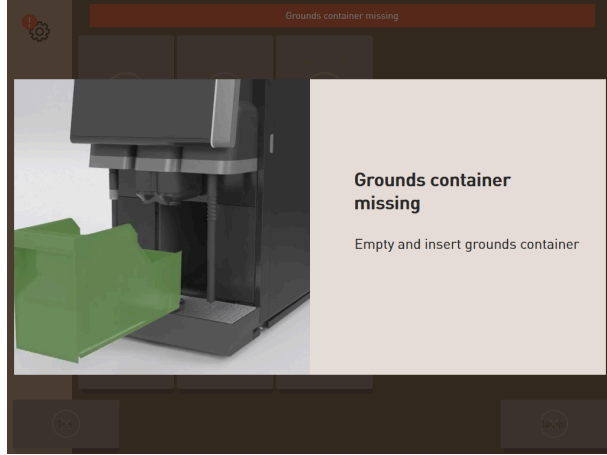 Grounds container missing
Grounds container
missing
Empty and insert grounds container